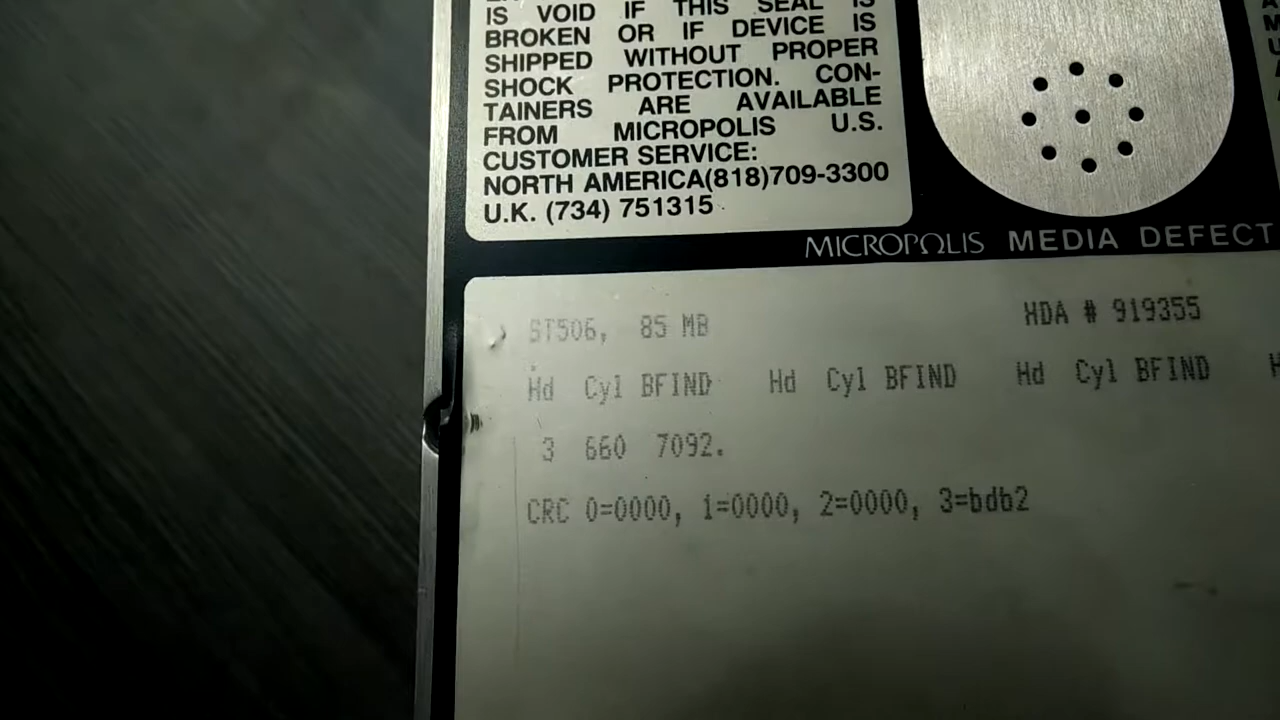 IS VOID IF THIS SEAL IS
BROKEN OR IF DEVICE IS
SHIPPED WITHOUT PROPER
SHOCK PROTECTION. CON-
TAINERS ARE AVAILABLE
FROM MICROPOLIS U.S.
CUSTOMER SERVICE:
NORTH AMERICA(818)709-3300
U.K. (734) 751315
MICROPOLIS MEDIA DEFECT
ST506, 85 MB HDA # 919355
Hd Cyl BFIND Hd Cyl BFIND Hd Cyl BFIND H
3 660 7092.
CRC 0=0000, 1=0000, 2=0000, 3=bdb2